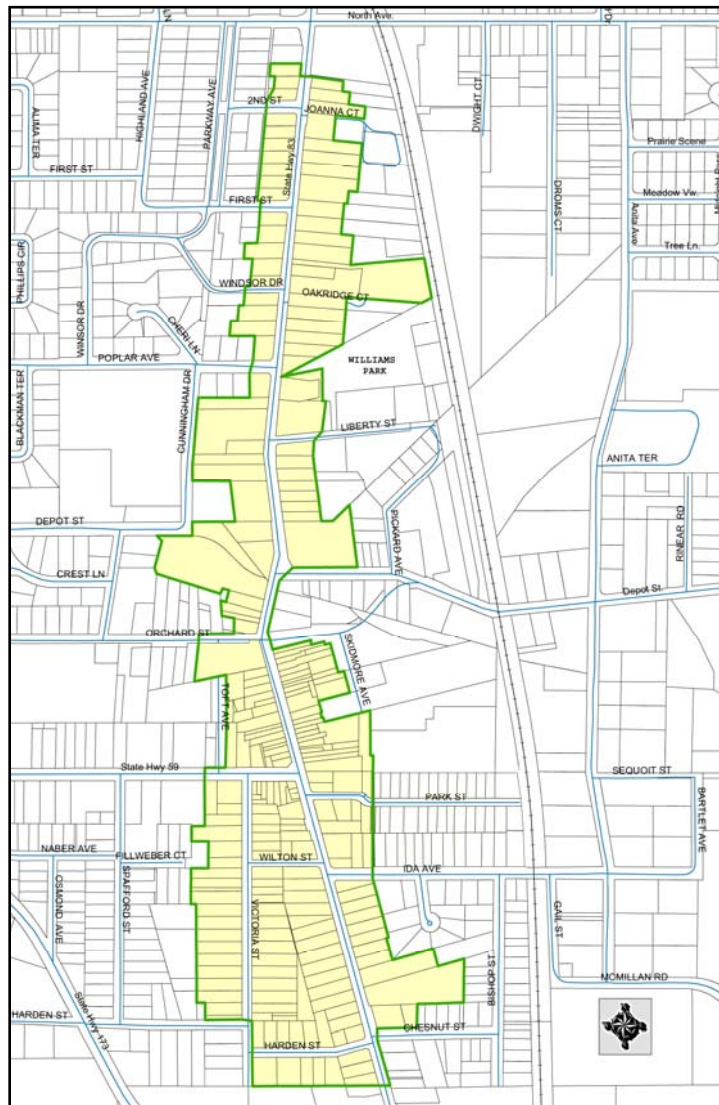 North Ave.
HIGHLAND AVE
PARKWAY AVE
2ND ST
JOANNA CT
DWIGHT CT
ALIMA TER
State Hwy 83
FIRST ST
FIRST ST
DROMS CT
Prairie Scene
Meadow Vw.
Anita Ave
Tree Ln.
PHILLIPS CIR
WINSOR DR
WINDSOR DR
OAKRIDGE CT
CHERI LN
POPLAR AVE
WILLIAMS
PARK
BLACKMAN TER
CUNNINGHAM DR
LIBERTY ST
ANITA TER
DEPOT ST
PICKARD AVE
RINEAR RD
CREST LN
Depot St.
ORCHARD ST
SKIDMORE AVE
TOFT AVE
State Hwy 59
SEQUOIT ST
PARK ST
BARTLET AVE
NABER AVE
FILLWEBER CT
WILTON ST
IDA AVE
OSMOND AVE
SPAFFORD ST
VICTORIA ST
GAIL ST
BISHOP ST
MCMILLAN RD
State Hwy 173
HARDEN ST
CHESNUT ST
HARDEN ST